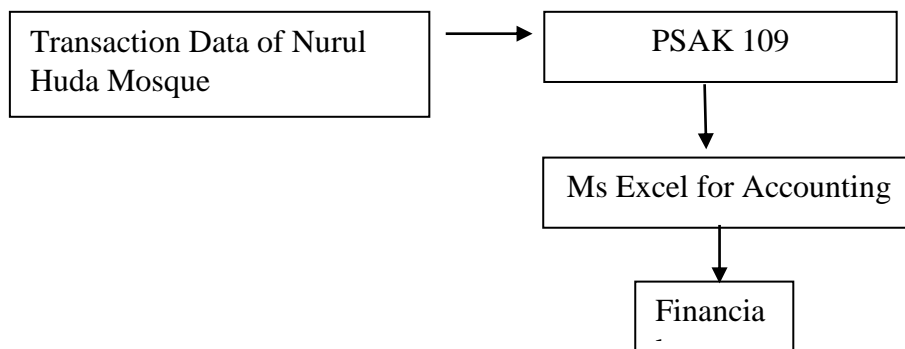 Transaction Data of Nurul
Huda Mosque
PSAK 109
Ms Excel for Accounting
Financia